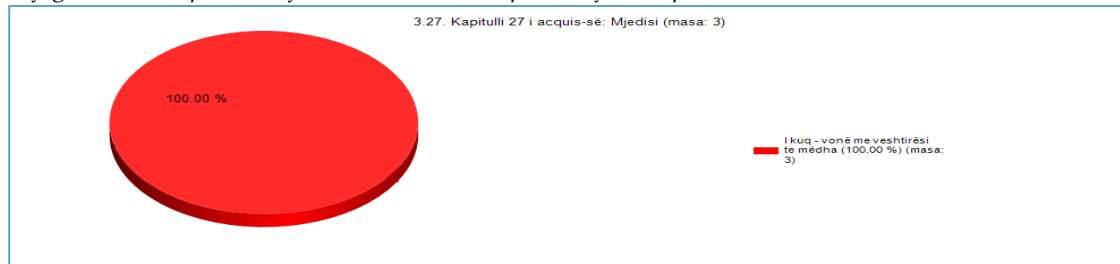 3.27. Kapitulli 27 i acquis-së: Mjedisi (masa: 3)
100.00 %
I kuq - vonë me veshtirësi
te mëdha (100.00 %) (masa:
3)